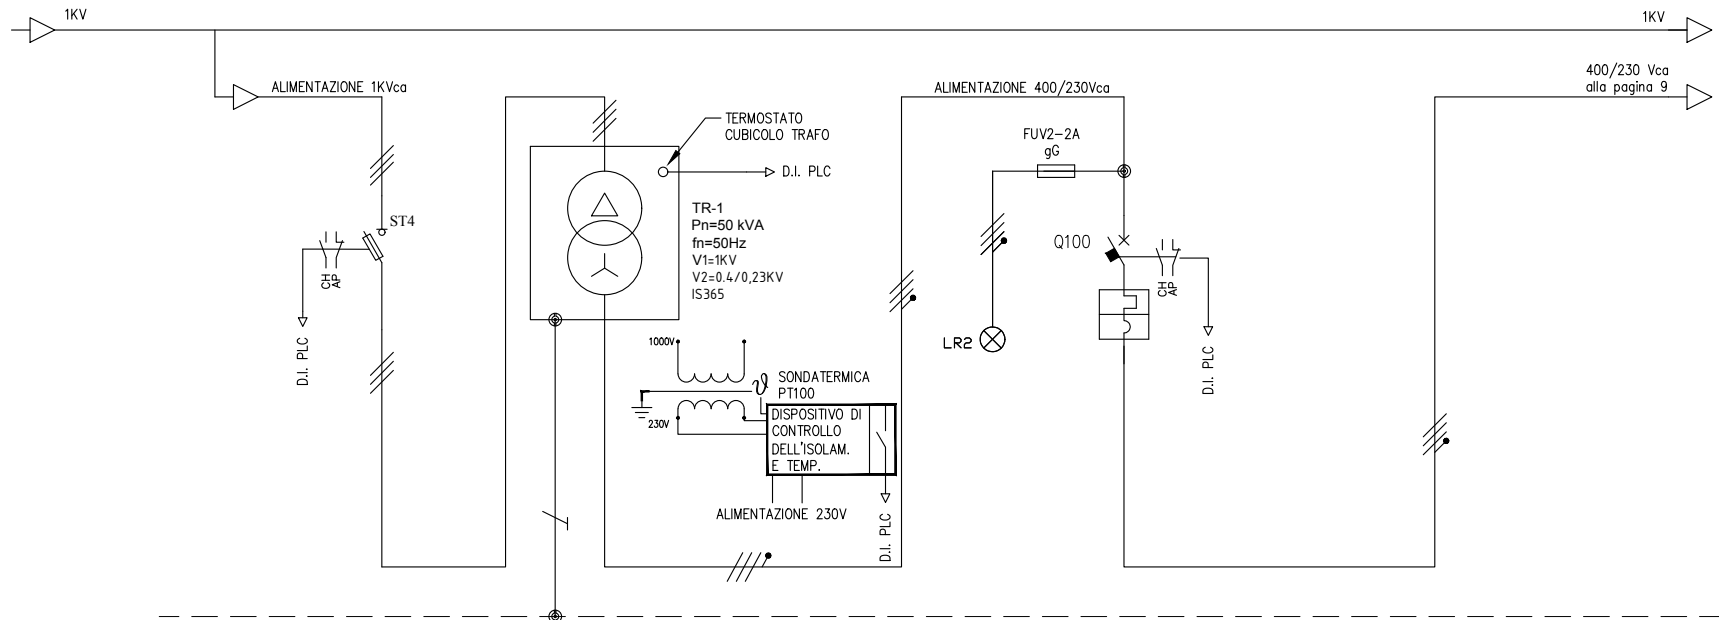 1KV
1KV
ALIMENTAZIONE 1KVca
ALIMENTAZIONE 400/230Vca
400/230 Vca
alla pagina 9
TERMOSTATO
CUBICOLO TRAFO
D.I. PLC
FUV2-2A
gG
ST4
CH
AP
D.I. PLC
TR-1
Pn=50 kVA
fn=50Hz
V1=1KV
V2=0.4/0,23KV
IS365
Q100
CH
AP
D.I. PLC
LR2
1000V
230V
SONDATERMICA
PT100
DISPOSITIVO DI
CONTROLLO
DELL'ISOLAM.
E TEMP.
ALIMENTAZIONE 230V
D.I. PLC